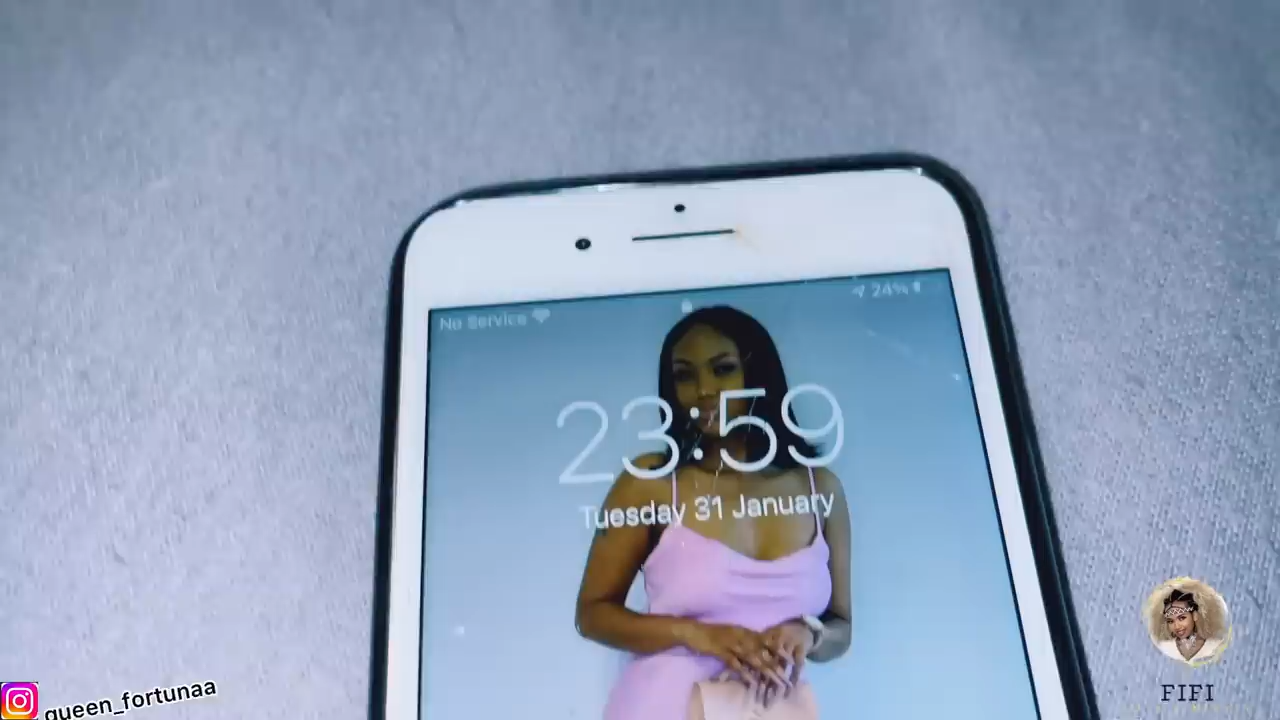 No Service
24%
23:59
Tuesday 31 January
queen_fortunaa
FIFI